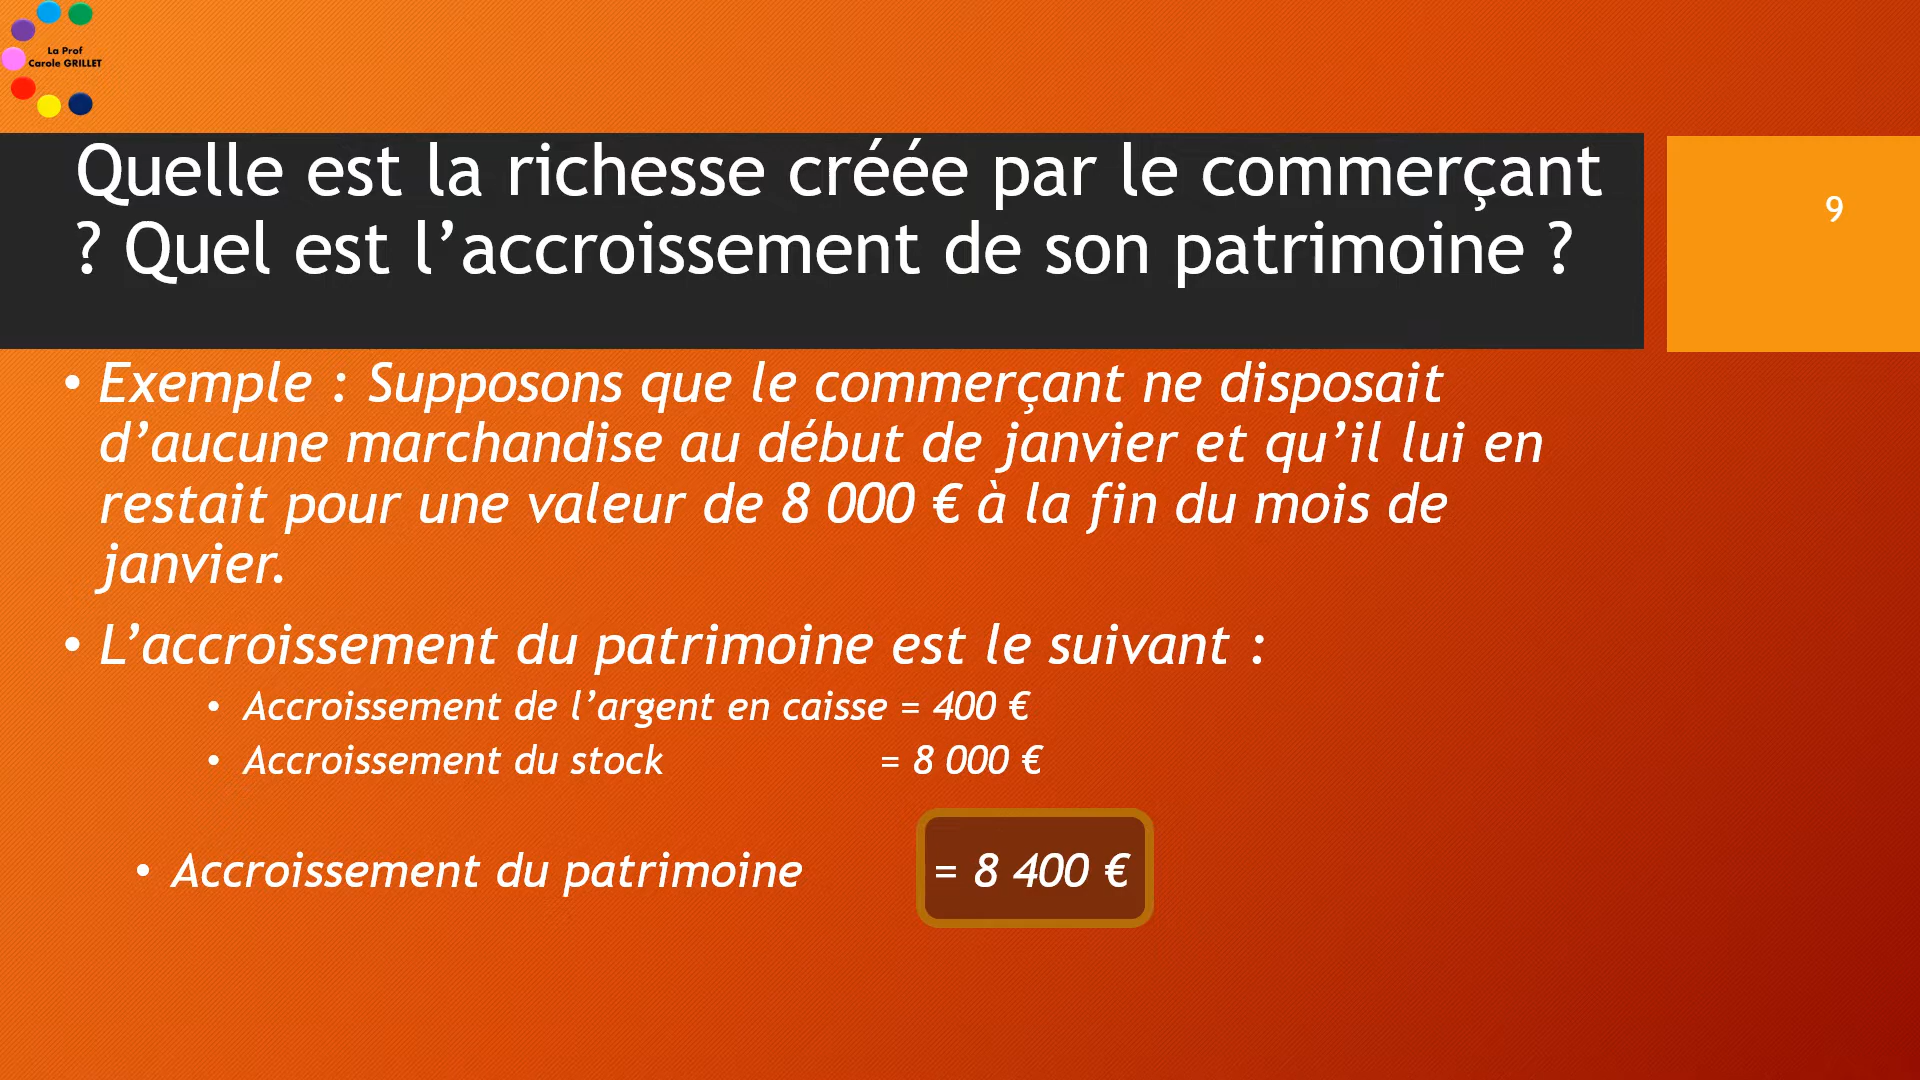 La Prof
Carole GRILLET
Quelle est la richesse créée par le commerçant
? Quel est l’accroissement de son patrimoine ?
9
• Exemple : Supposons que le commerçant ne disposait
d’aucune marchandise au début de janvier et qu’il lui en
restait pour une valeur de 8 000 € à la fin du mois de
janvier.
• L’accroissement du patrimoine est le suivant :
• Accroissement de l’argent en caisse = 400 €
• Accroissement du stock = 8 000 €
• Accroissement du patrimoine = 8 400 €